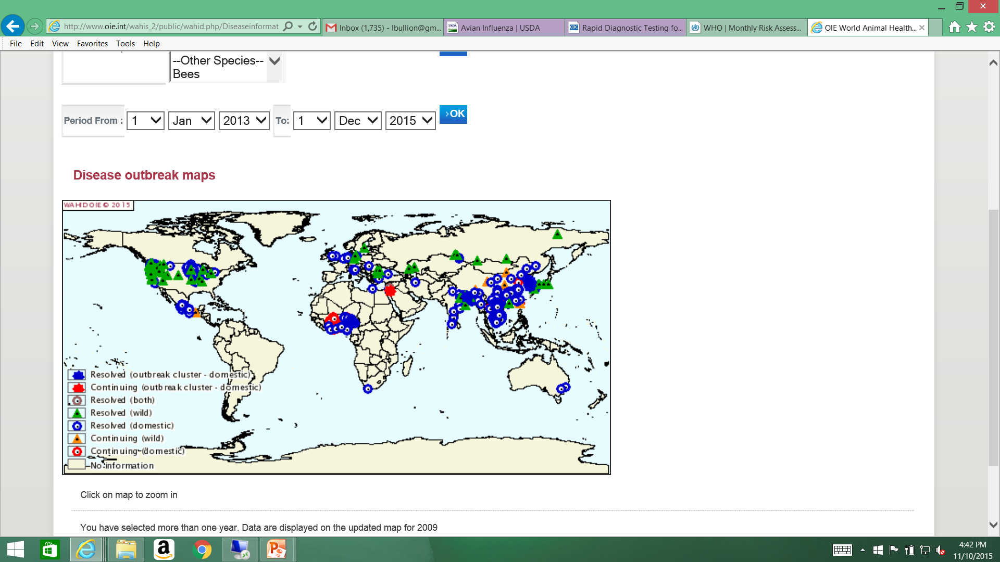 http://www.oie.int/wahis_2/public/wahid.php/Diseaseinformat
Inbox (1,735) - lbullion@gm...
USDA Avian Influenza | USDA
CDC Rapid Diagnostic Testing fo...
WHO | Monthly Risk Assess...
OIE World Animal Health...
File Edit View Favorites Tools Help
--Other Species--
Bees
Period From : 1 Jan 2013 To: 1 Dec 2015 ›OK
Disease outbreak maps
WAHID OIE © 2015
Resolved (outbreak cluster - domestic)
Continuing (outbreak cluster - domestic)
Resolved (both)
Resolved (wild)
Resolved (domestic)
Continuing (wild)
Continuing (domestic)
No information
Click on map to zoom in
You have selected more than one year. Data are displayed on the updated map for 2009
4:42 PM
11/10/2015